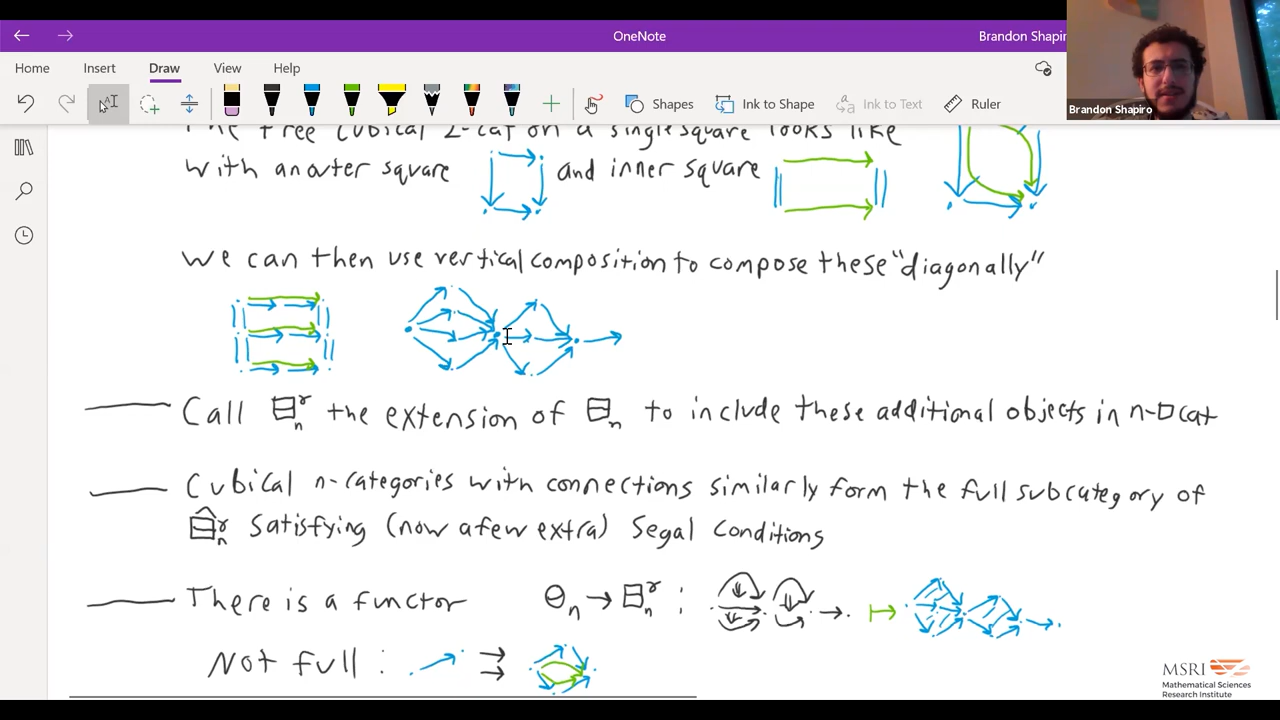 OneNote
Brandon Shapir
Home Insert Draw View Help
Shapes Ink to Shape Ink to Text Ruler
Brandon Shapiro
The free cubical 2-cat on a single square looks like
with an outer square and inner square
We can then use vertical composition to compose these "diagonally"
Call ⊟ʳₙ the extension of ⊟ₙ to include these additional objects in n-□cat
Cubical n-categories with connections similarly form the full subcategory of
⊟̂ʳₙ satisfying (now a few extra) Segal Conditions
There is a functor Θₙ → ⊟ʳₙ : ↦
Not full :
MSRI
Mathematical Sciences
Research Institute